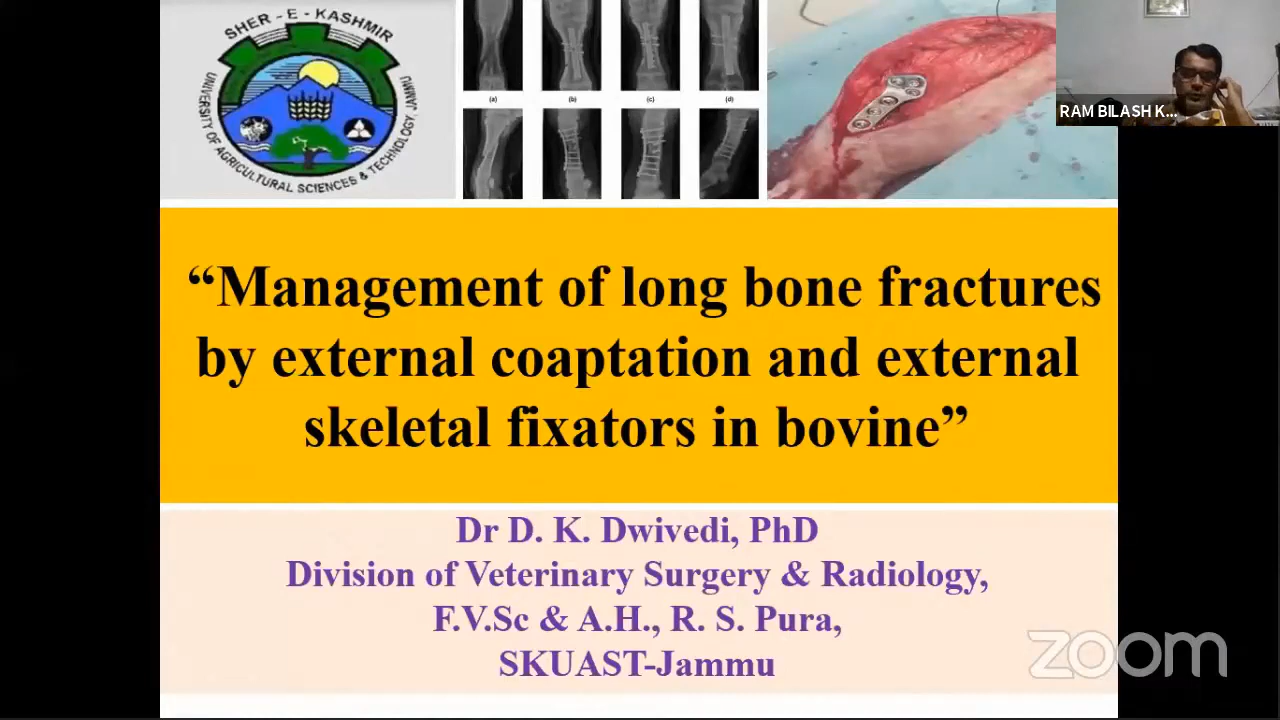 SHER - E - KASHMIR
UNIVERSITY OF AGRICULTURAL SCIENCES & TECHNOLOGY, JAMMU
(a) (b) (c) (d)
RAM BILASH K...
“Management of long bone fractures
by external coaptation and external
skeletal fixators in bovine”
Dr D. K. Dwivedi, PhD
Division of Veterinary Surgery & Radiology,
F.V.Sc & A.H., R. S. Pura,
SKUAST-Jammu
zoom